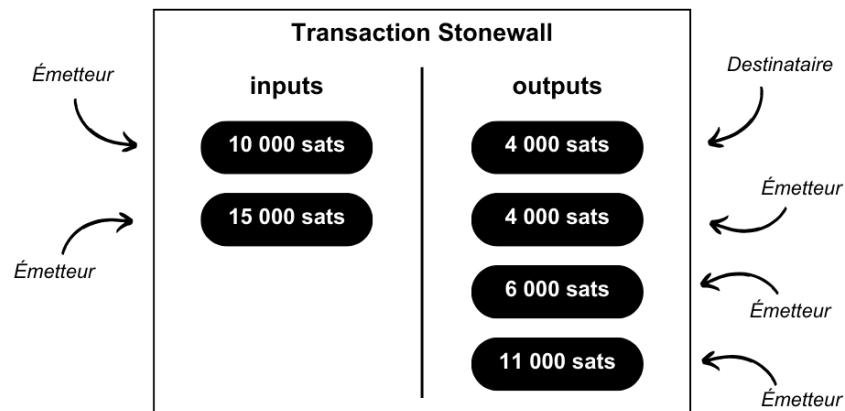 Transaction Stonewall
Émetteur
Destinataire
inputs
outputs
10 000 sats
4 000 sats
Émetteur
15 000 sats
4 000 sats
Émetteur
6 000 sats
Émetteur
11 000 sats
Émetteur